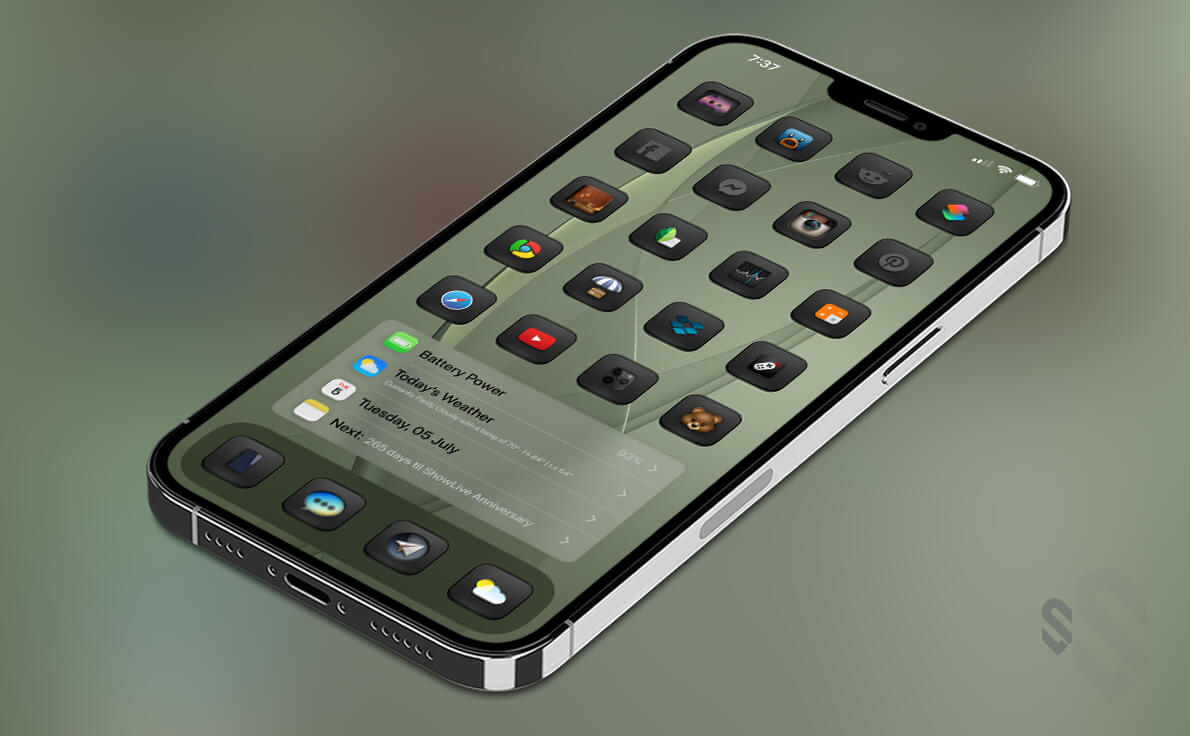 7:37
Battery Power
93%
Today's Weather
Currently Partly Cloudy with a temp of 70°. Hi 84° | Lo 64°
TUE
5
Tuesday, 05 July
Next: 265 days til ShowLive Anniversary